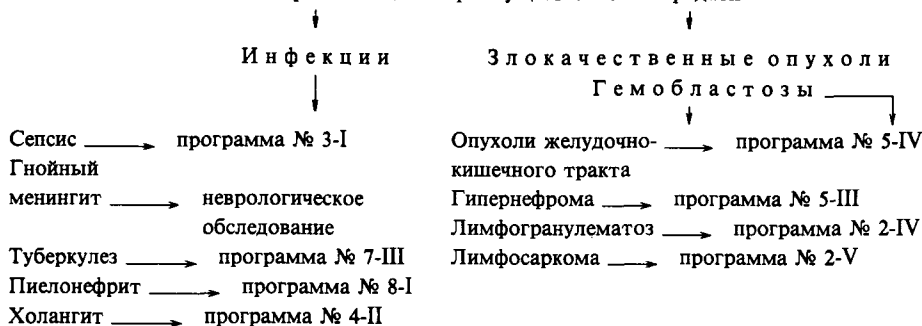 Инфекции
Злокачественные опухоли
Гемобластозы
Сепсис программа № 3-I
Гнойный
менингит неврологическое
обследование
Туберкулез программа № 7-III
Пиелонефрит программа № 8-I
Холангит программа № 4-II
Опухоли желудочно- программа № 5-IV
кишечного тракта
Гипернефрома программа № 5-III
Лимфогранулематоз программа № 2-IV
Лимфосаркома программа № 2-V